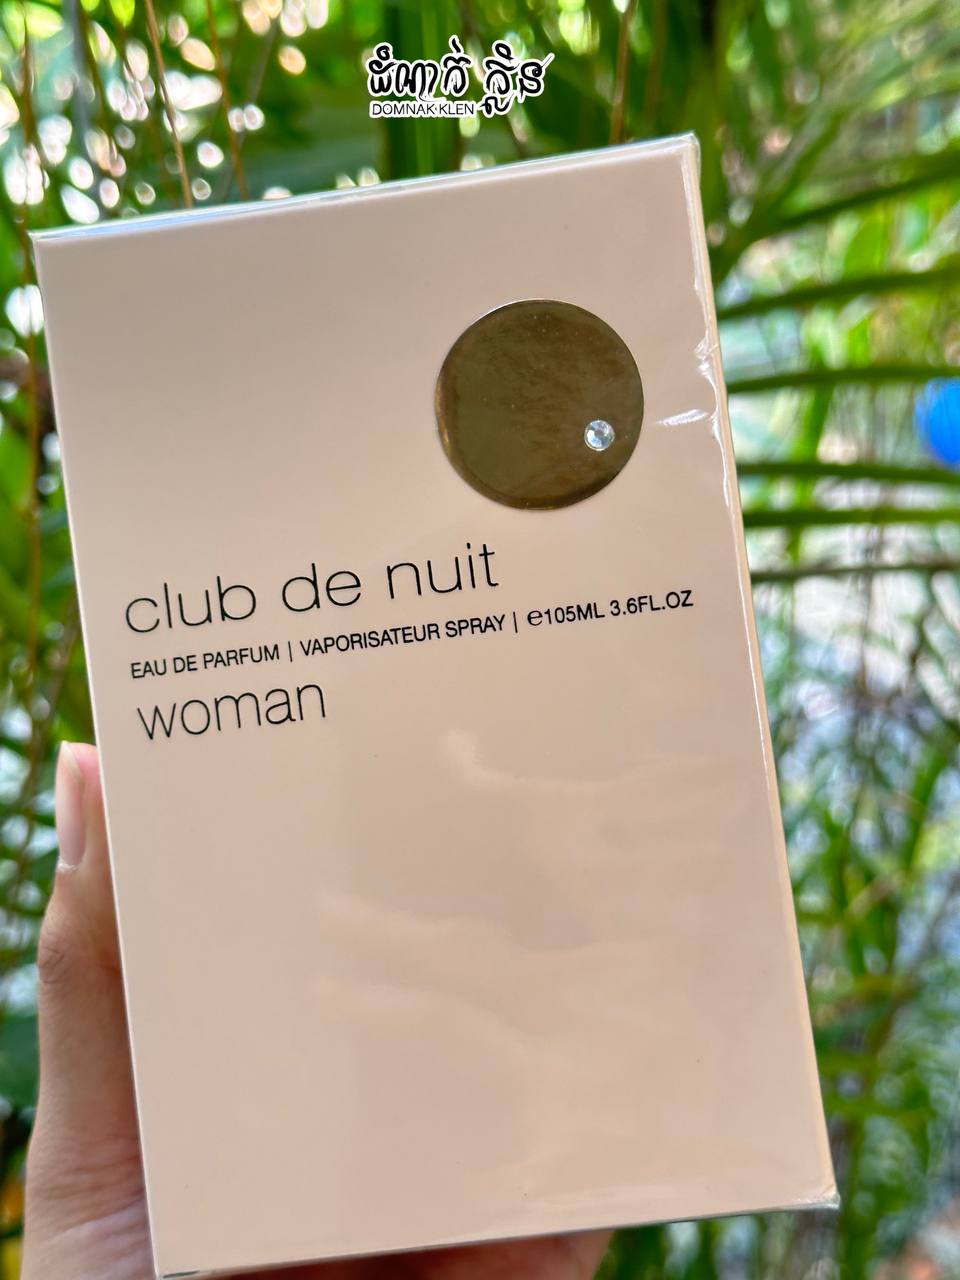 ដំណាក់ ក្លិន
DOMNAK KLEN
club de nuit
EAU DE PARFUM | VAPORISATEUR SPRAY | ℮105ML 3.6FL.OZ
woman